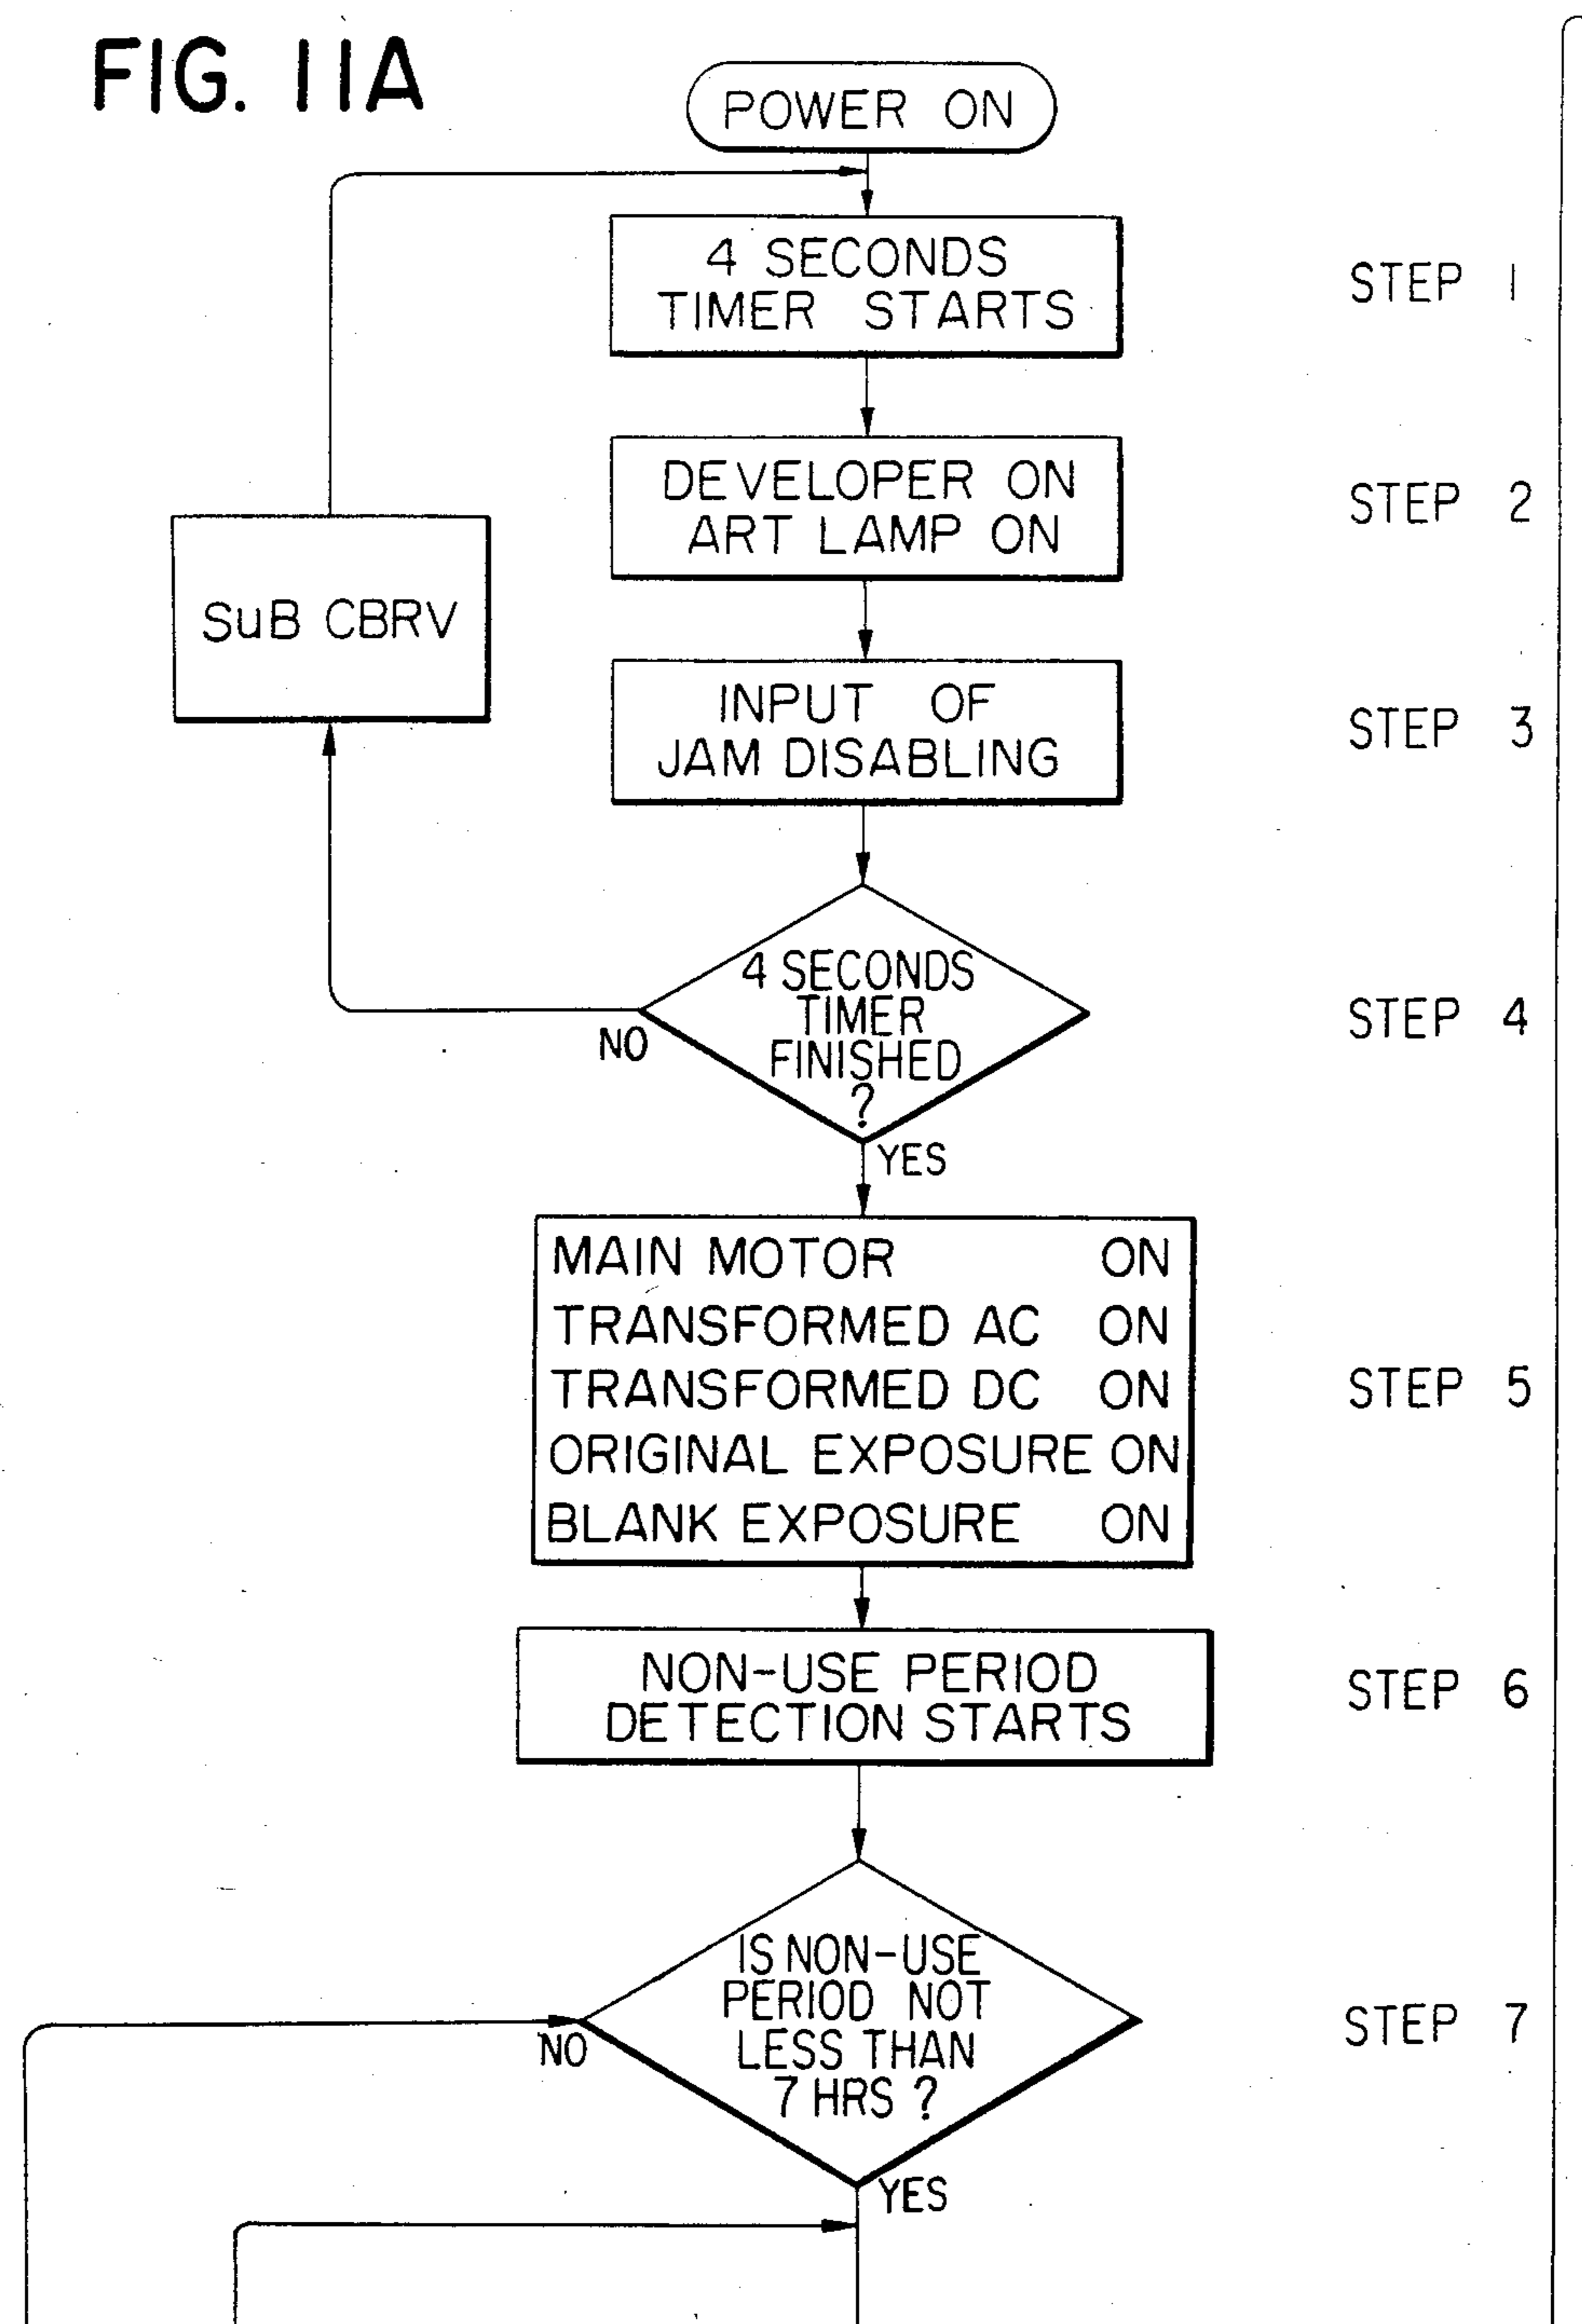 FIG. 11A
POWER ON
4 SECONDS
TIMER STARTS
STEP 1
DEVELOPER ON
ART LAMP ON
STEP 2
SuB CBRV
INPUT OF
JAM DISABLING
STEP 3
4 SECONDS
TIMER
FINISHED
?
STEP 4
NO
YES
MAIN MOTOR ON
TRANSFORMED AC ON
TRANSFORMED DC ON
ORIGINAL EXPOSURE ON
BLANK EXPOSURE ON
STEP 5
NON-USE PERIOD
DETECTION STARTS
STEP 6
IS NON-USE
PERIOD NOT
LESS THAN
7 HRS ?
STEP 7
NO
YES